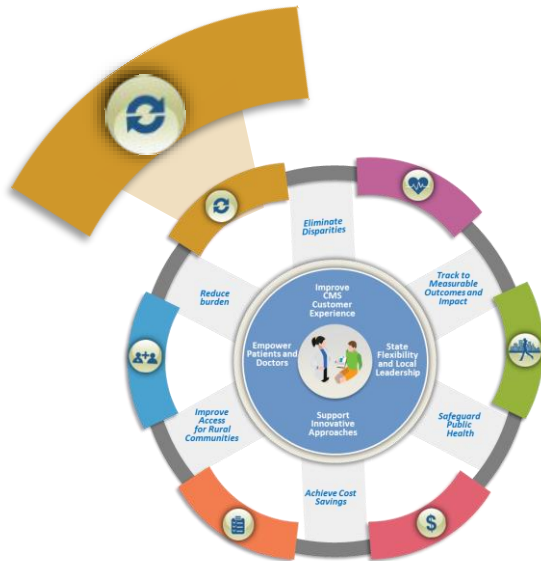 Eliminate
Disparities
Track to
Measurable
Outcomes and
Impact
Reduce
burden
Improve
CMS
Customer
Experience
Empower
Patients and
Doctors
State
Flexibility
and Local
Leadership
Support
Innovative
Approaches
Improve
Access
for Rural
Communities
Safeguard
Public
Health
Achieve Cost
Savings
$